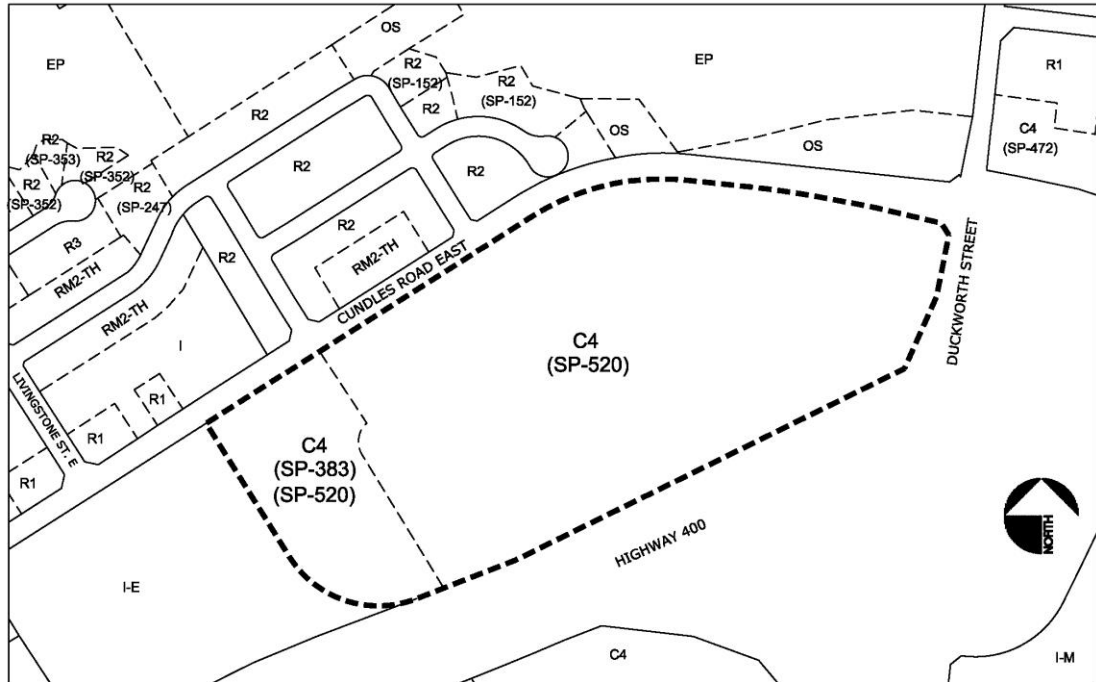 OS
EP
EP
R2
(SP-152)
R2
(SP-152)
R1
R2
R2
C4
(SP-472)
OS
OS
R2
(SP-353)
R2
(SP-352)
R2
(SP-352)
R2
(SP-247)
R2
R2
R2
R3
R2
RM2-TH
RM2-TH
RM2-TH
CUNDLES ROAD EAST
DUCKWORTH STREET
I
LIVINGSTONE ST. E
R1
R1
R1
C4
(SP-520)
C4
(SP-383)
(SP-520)
HIGHWAY 400
NORTH
I-E
C4
I-M